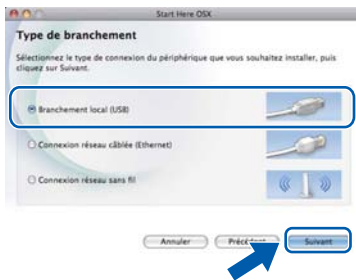 Start Here OSX
Type de branchement
Sélectionnez le type de connexion du périphérique que vous souhaitez installer, puis
cliquez sur Suivant.
Branchement local (USB)
Connexion réseau câblée (Ethernet)
Connexion réseau sans fil
Annuler
Précédent
Suivant